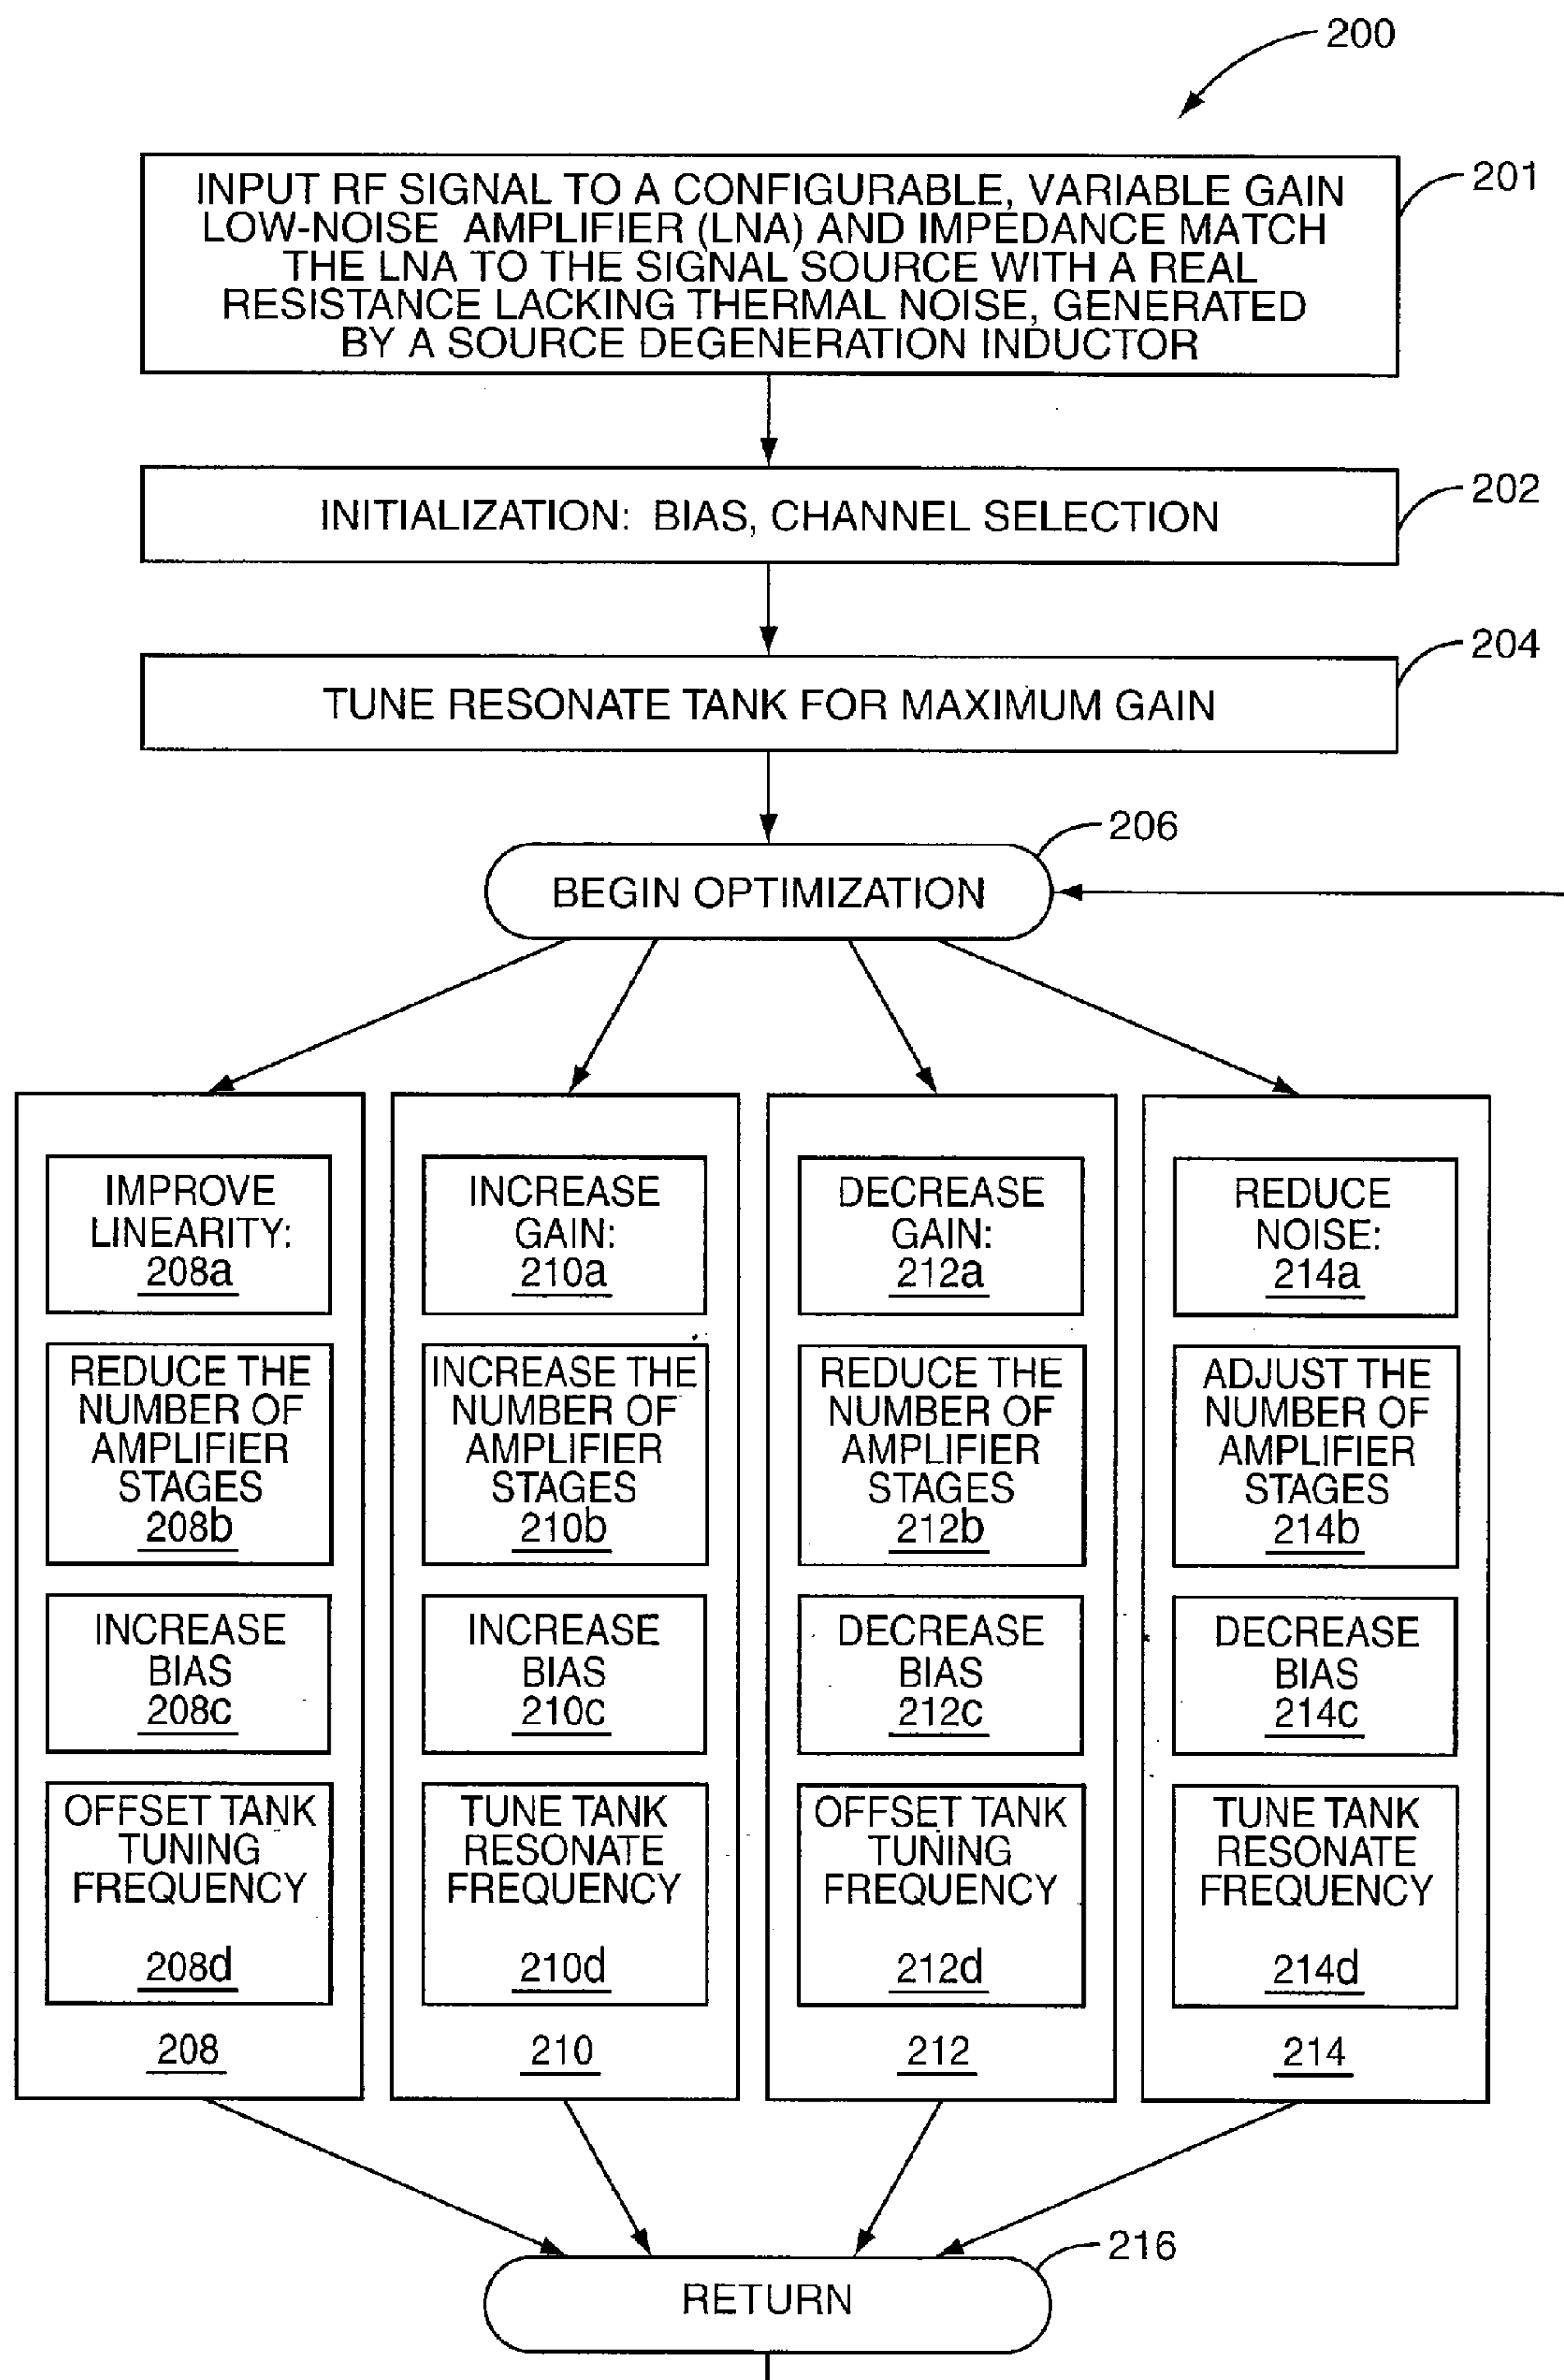 200
INPUT RF SIGNAL TO A CONFIGURABLE, VARIABLE GAIN
LOW-NOISE AMPLIFIER (LNA) AND IMPEDANCE MATCH
THE LNA TO THE SIGNAL SOURCE WITH A REAL
RESISTANCE LACKING THERMAL NOISE, GENERATED
BY A SOURCE DEGENERATION INDUCTOR
201
INITIALIZATION: BIAS, CHANNEL SELECTION
202
TUNE RESONATE TANK FOR MAXIMUM GAIN
204
BEGIN OPTIMIZATION
206
IMPROVE
LINEARITY:
208a
REDUCE THE
NUMBER OF
AMPLIFIER
STAGES
208b
INCREASE
BIAS
208c
OFFSET TANK
TUNING
FREQUENCY
208d
208
INCREASE
GAIN:
210a
INCREASE THE
NUMBER OF
AMPLIFIER
STAGES
210b
INCREASE
BIAS
210c
TUNE TANK
RESONATE
FREQUENCY
210d
210
DECREASE
GAIN:
212a
REDUCE THE
NUMBER OF
AMPLIFIER
STAGES
212b
DECREASE
BIAS
212c
OFFSET TANK
TUNING
FREQUENCY
212d
212
REDUCE
NOISE:
214a
ADJUST THE
NUMBER OF
AMPLIFIER
STAGES
214b
DECREASE
BIAS
214c
TUNE TANK
RESONATE
FREQUENCY
214d
214
RETURN
216